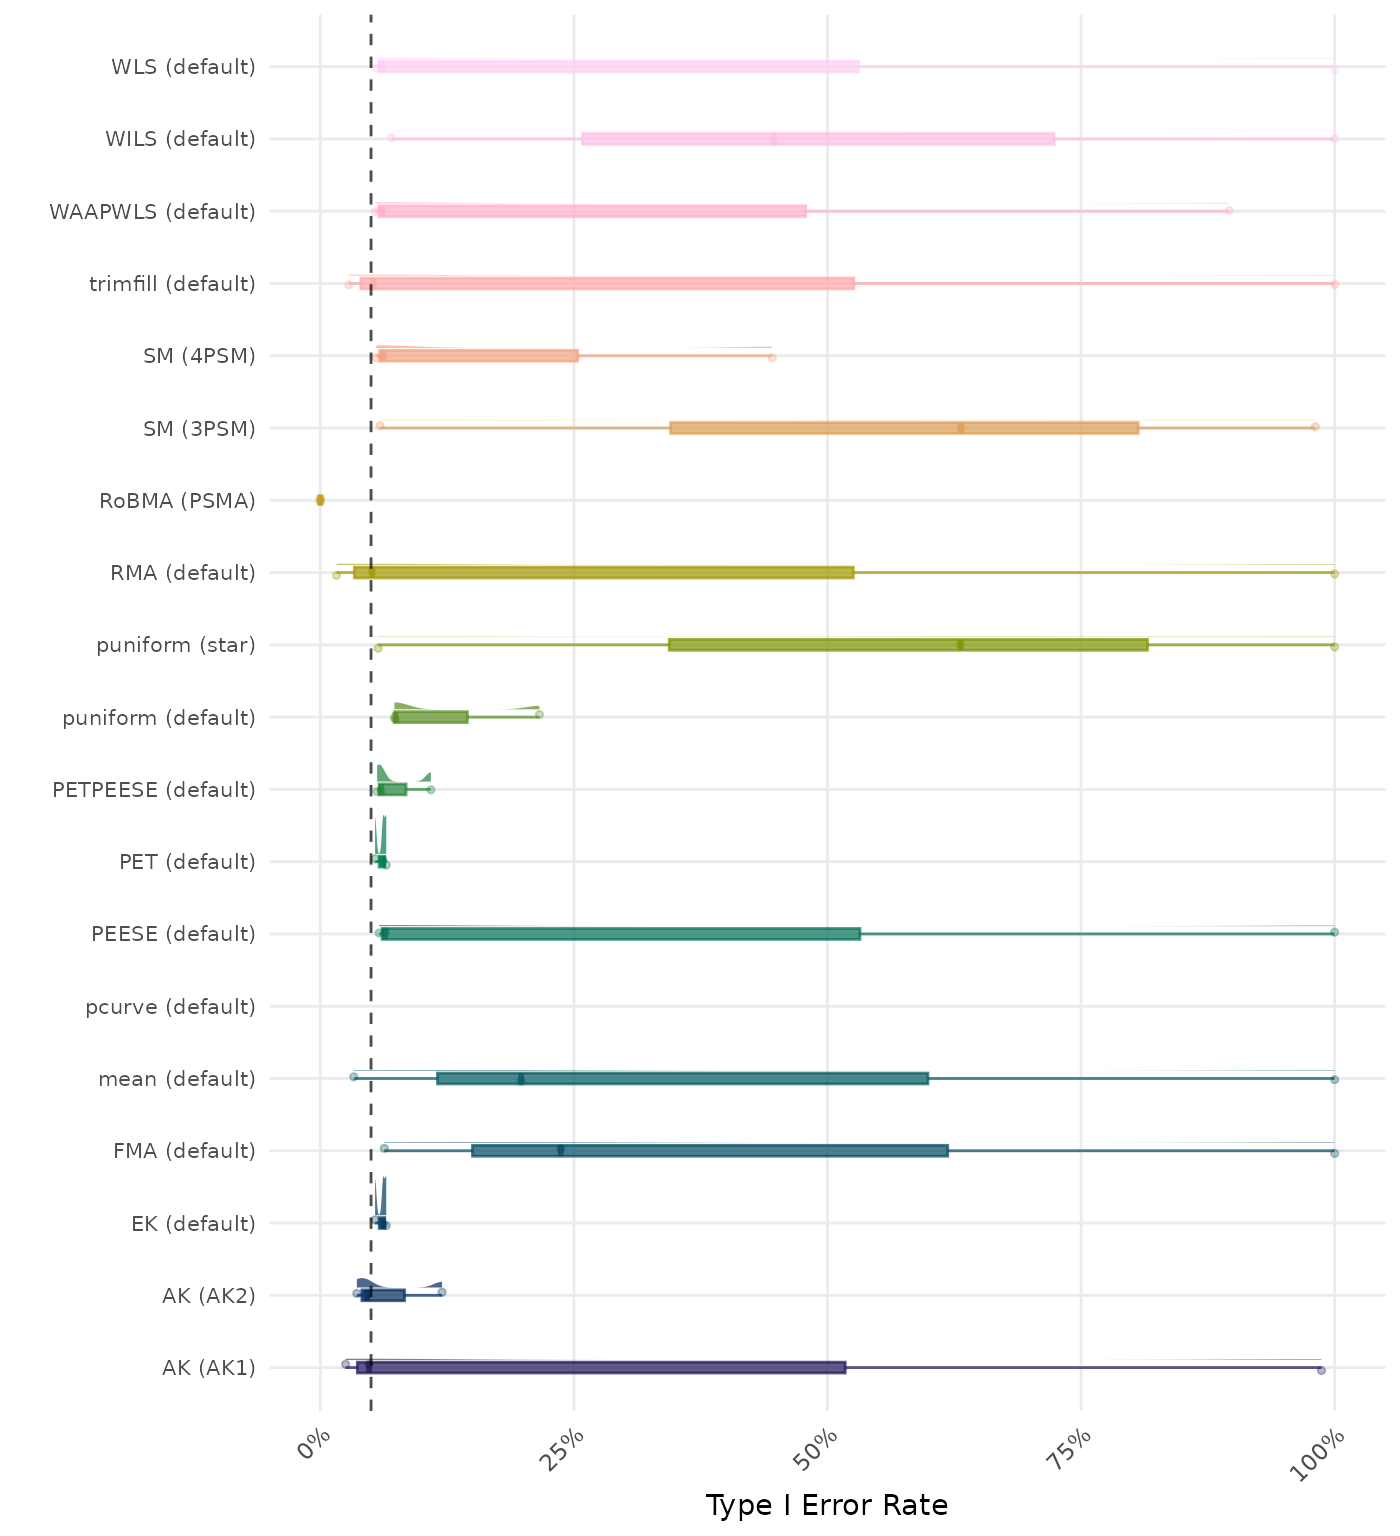 WLS (default)
WILS (default)
WAAPWLS (default)
trimfill (default)
SM (4PSM)
SM (3PSM)
RoBMA (PSMA)
RMA (default)
puniform (star)
puniform (default)
PETPEESE (default)
PET (default)
PEESE (default)
pcurve (default)
mean (default)
FMA (default)
EK (default)
AK (AK2)
AK (AK1)
0%
25%
50%
75%
100%
Type I Error Rate